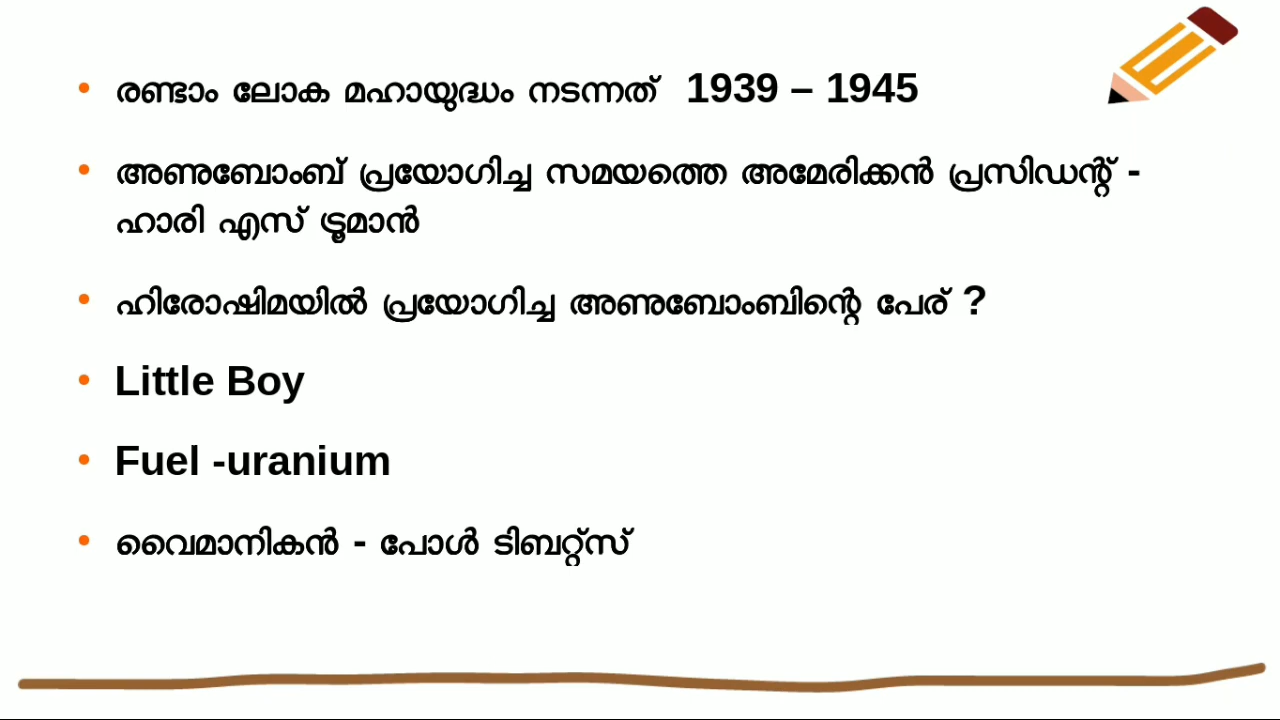 • രണ്ടാം ലോക മഹായുദ്ധം നടന്നത് 1939 – 1945
• അണുബോംബ് പ്രയോഗിച്ച സമയത്തെ അമേരിക്കൻ പ്രസിഡന്റ് -
ഹാരി എസ് ട്രൂമാൻ
• ഹിരോഷിമയിൽ പ്രയോഗിച്ച അണുബോംബിന്റെ പേര് ?
• Little Boy
• Fuel -uranium
• വൈമാനികൻ - പോൾ ടിബറ്റ്സ്